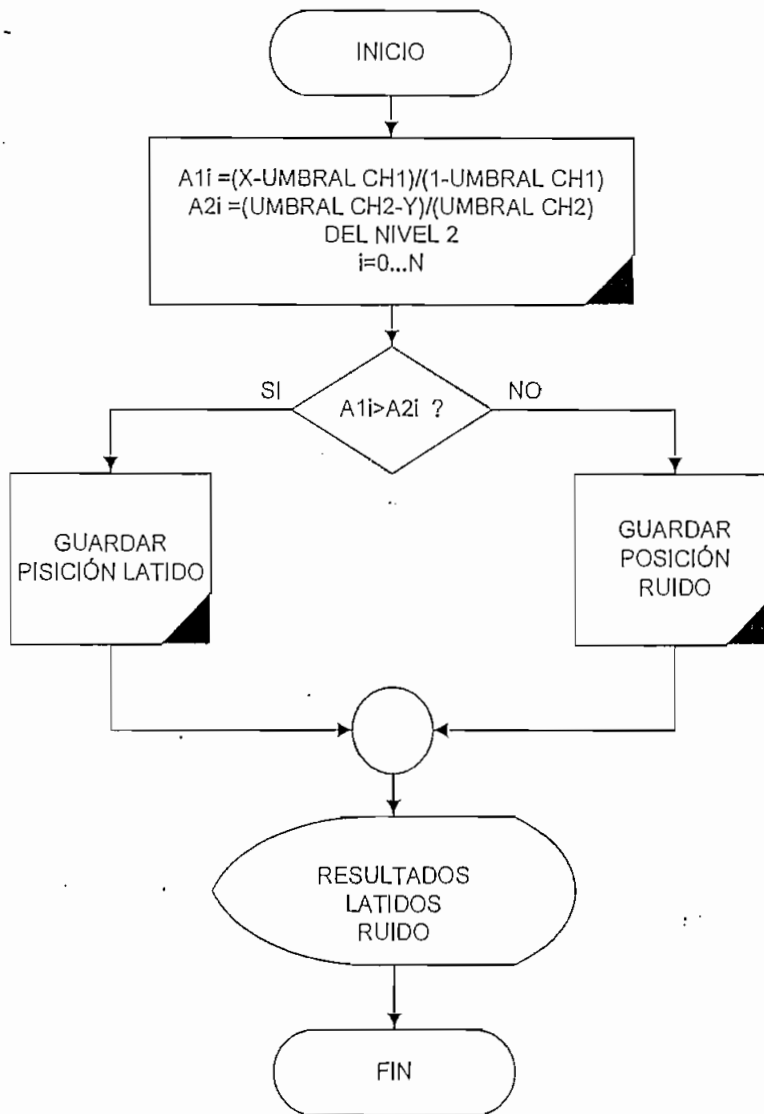 INICIO
A1i =(X-UMBRAL CH1)/(1-UMBRAL CH1)
A2i =(UMBRAL CH2-Y)/(UMBRAL CH2)
DEL NIVEL 2
i=0...N
SI
A1i>A2i ?
NO
GUARDAR
PISICIÓN LATIDO
GUARDAR
POSICIÓN
RUIDO
RESULTADOS
LATIDOS
RUIDO
FIN